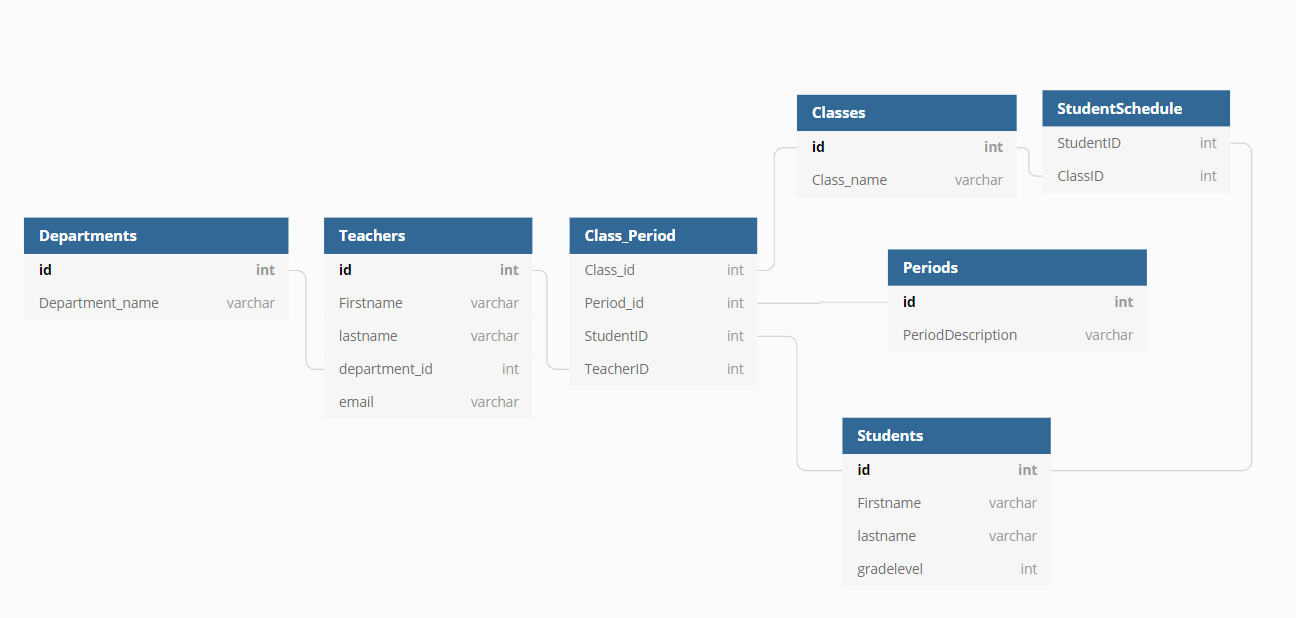 Departments
id int
Department_name varchar
Teachers
id int
Firstname varchar
lastname varchar
department_id int
email varchar
Class_Period
Class_id int
Period_id int
StudentID int
TeacherID int
Classes
id int
Class_name varchar
StudentSchedule
StudentID int
ClassID int
Periods
id int
PeriodDescription varchar
Students
id int
Firstname varchar
lastname varchar
gradelevel int